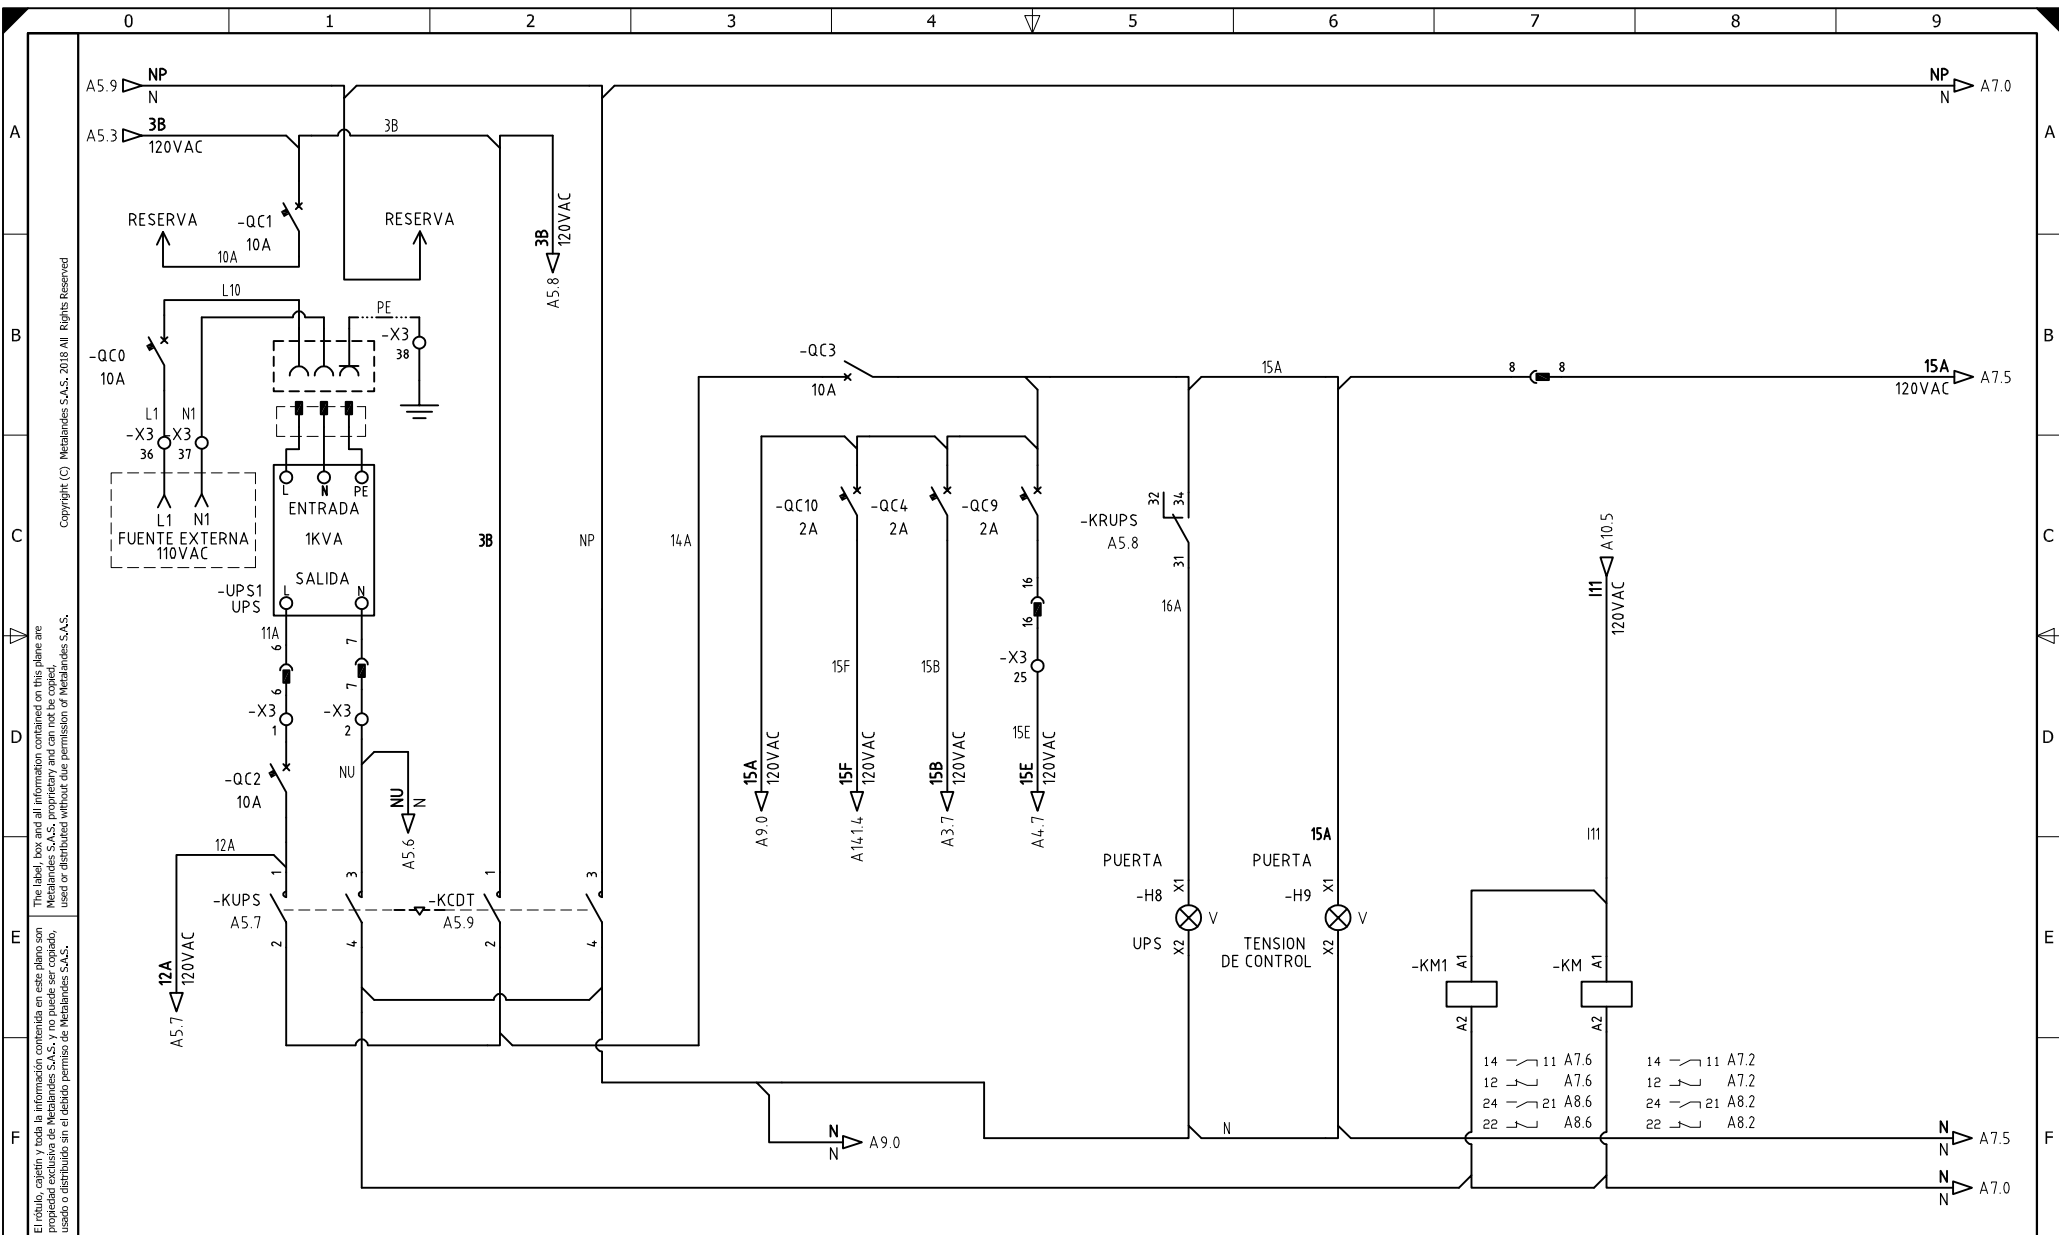 0 1 2 3 4 5 6 7 8 9
A A
B B
C C
D D
E E
F F
A5.9 NP
N
A5.3 3B
120VAC
3B
NP
N A7.0
RESERVA
-QC1
10A
10A
RESERVA
3B
120VAC
A5.8
L10
PE
-X3
38
-QC0
10A
L1 N1
-X3 -X3
36 37
L1 N1
FUENTE EXTERNA
110VAC
L N PE
ENTRADA
1KVA
SALIDA
L N
-UPS1
UPS
11A
6 7
6 7
-X3 -X3
1 2
-QC2
10A
NU
NU
N
A5.6
12A
12A
120VAC
A5.7
1 3
-KUPS
A5.7
2 4
1 3
-KCDT
A5.9
2 4
3B
NP
14A
-QC3
10A
15A
8 8
15A
120VAC A7.5
-QC10
2A
-QC4
2A
-QC9
2A
16
16
-X3
25
15F
15B
15E
15A
120VAC
A9.0
15F
120VAC
A141.4
15B
120VAC
A3.7
15E
120VAC
A4.7
32 34
-KRUPS
A5.8
31
16A
PUERTA
-H8 X1
V
UPS X2
15A
PUERTA
-H9 X1
V
TENSION X2
DE CONTROL
A10.5
I11
120VAC
I11
-KM1 A1
A2
-KM A1
A2
14 11 A7.6
12 A7.6
24 21 A8.6
22 A8.6
14 11 A7.2
12 A7.2
24 21 A8.2
22 A8.2
N
N A9.0
N
N
N A7.5
N
N A7.0
Copyright (C) Metalandes S.A.S. 2018 All Rights Reserved
The label, box and all information contained on this plane are
Metalandes S.A.S. proprietary and can not be copied,
used or distributed without due permission of Metalandes S.A.S.
El rótulo, cajetín y toda la información contenida en este plano son
propiedad exclusiva de Metalandes S.A.S. y no puede ser copiado,
usado o distribuido sin el debido permiso de Metalandes S.A.S.